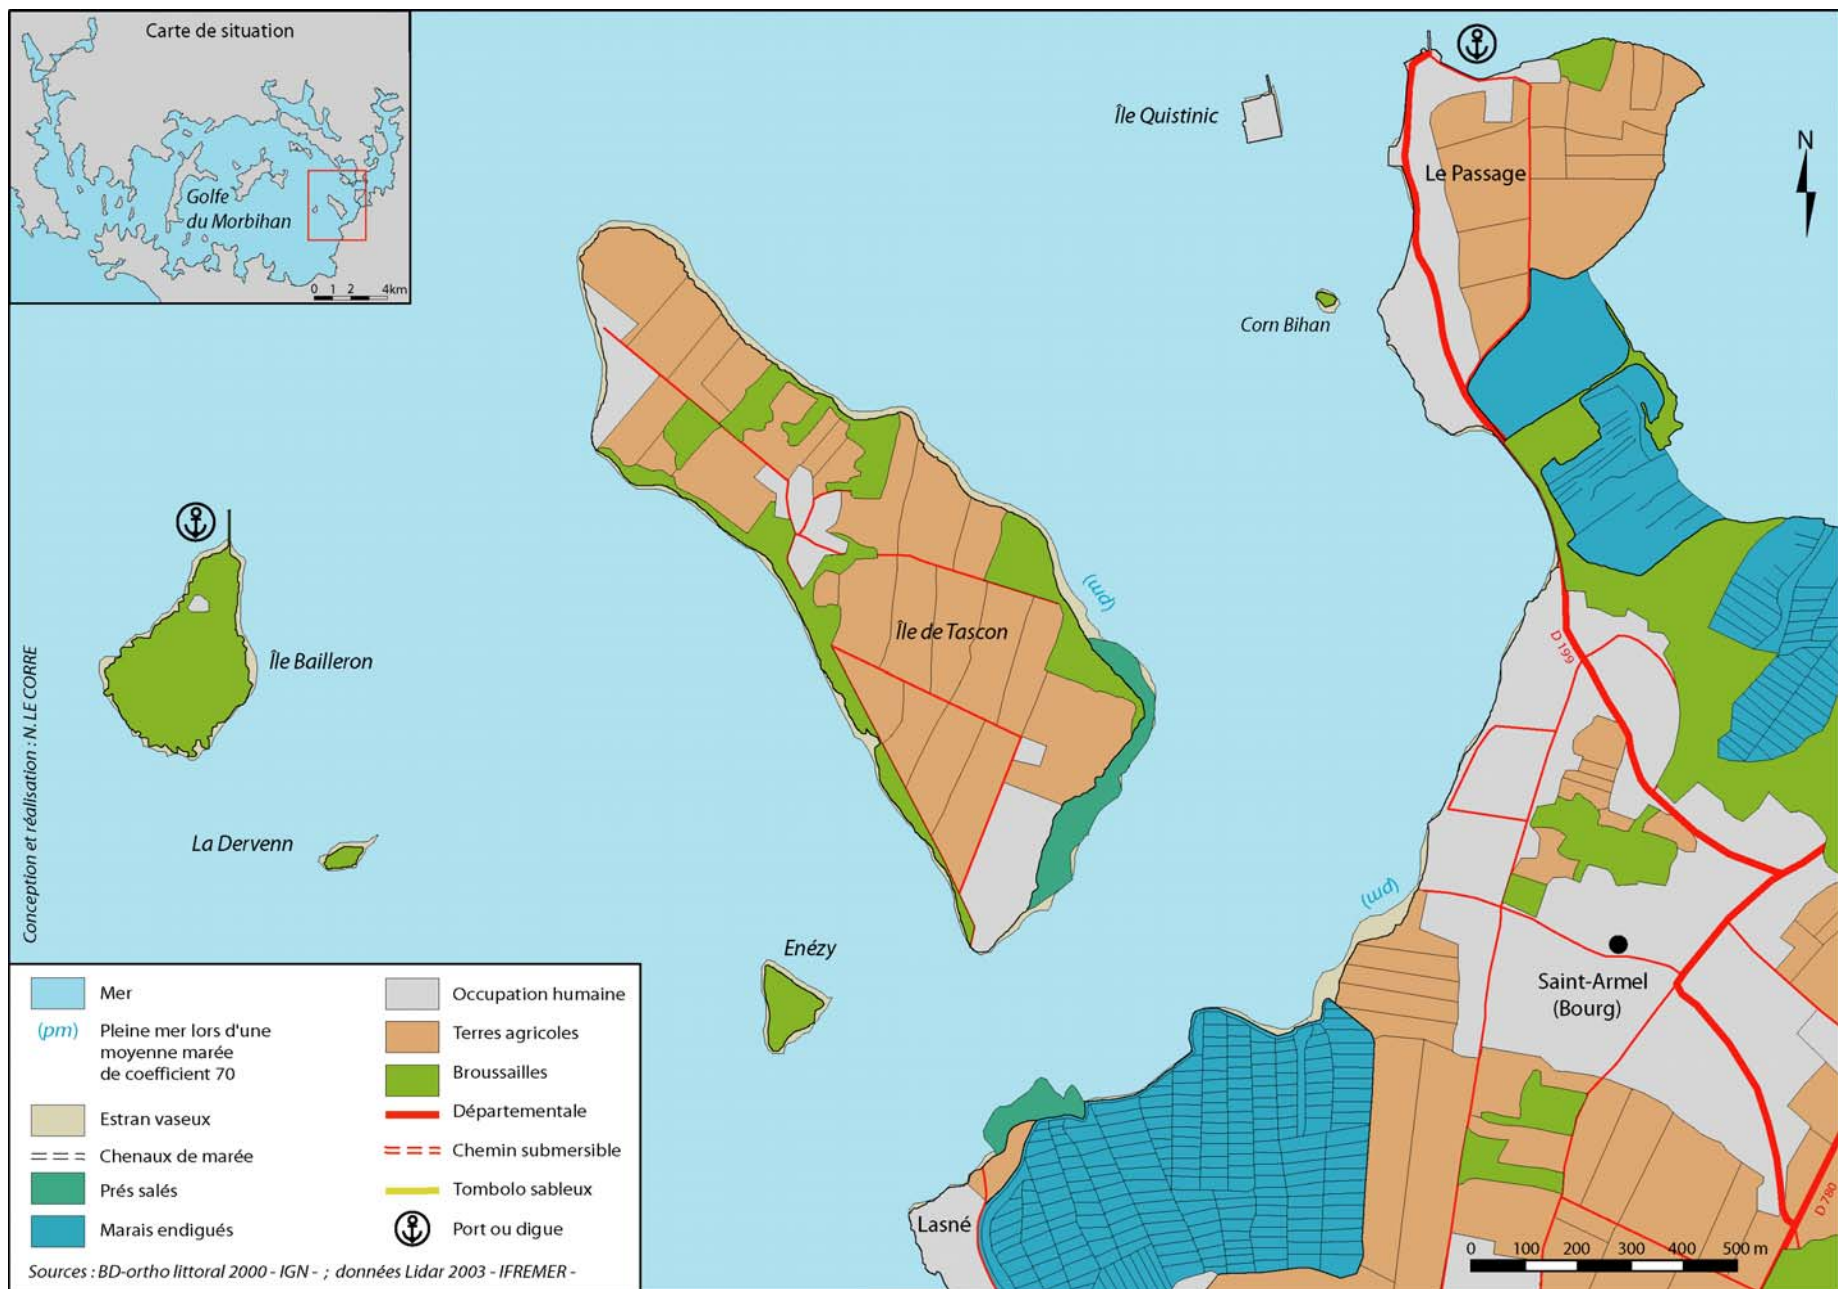 Carte de situation
Golfe
du Morbihan
0 1 2 4km
Île Quistinic
Le Passage
N
Corn Bihan
(pm)
Île de Tascon
D 199
Île Bailleron
La Dervenn
(pm)
Enézy
Saint-Armel
(Bourg)
Lasné
D 780
0 100 200 300 400 500 m
Conception et réalisation : N. LE CORRE
Mer
(pm) Pleine mer lors d'une
moyenne marée
de coefficient 70
Estran vaseux
Chenaux de marée
Prés salés
Marais endigués
Occupation humaine
Terres agricoles
Broussailles
Départementale
Chemin submersible
Tombolo sableux
Port ou digue
Sources : BD-ortho littoral 2000 - IGN - ; données Lidar 2003 - IFREMER -